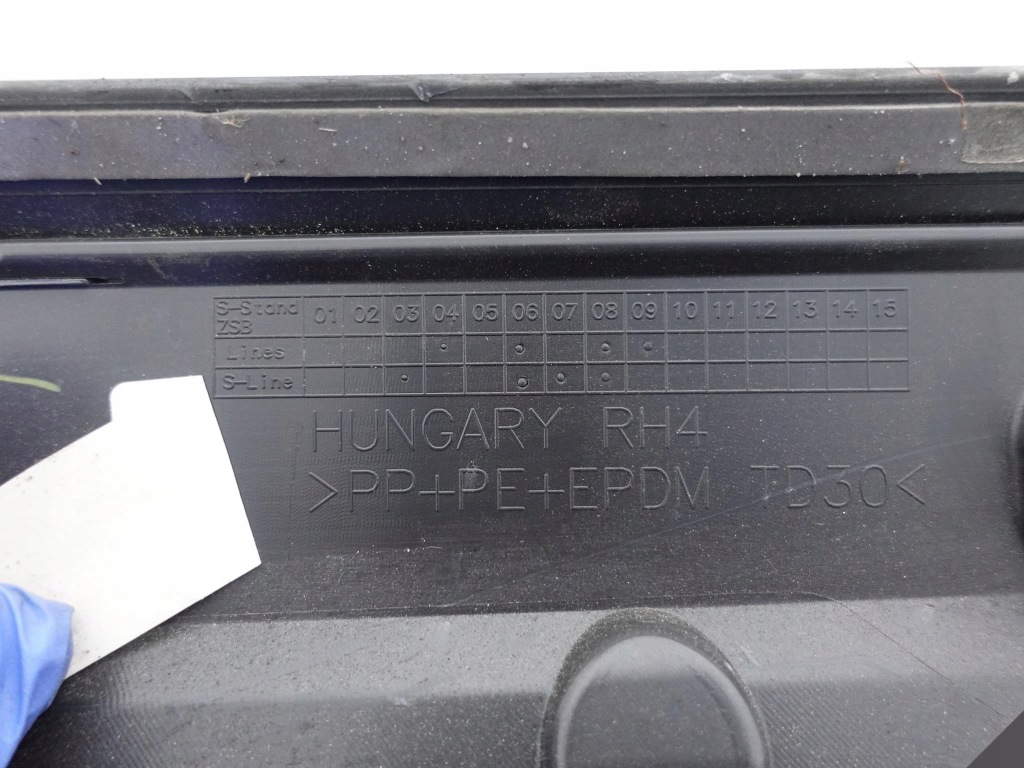 S-Stand 01 02 03 04 05 06 07 08 09 10 11 12 13 14 15
ZSB
Lines
S-Line
HUNGARY RH4
>PP+PE+EPDM TD30<